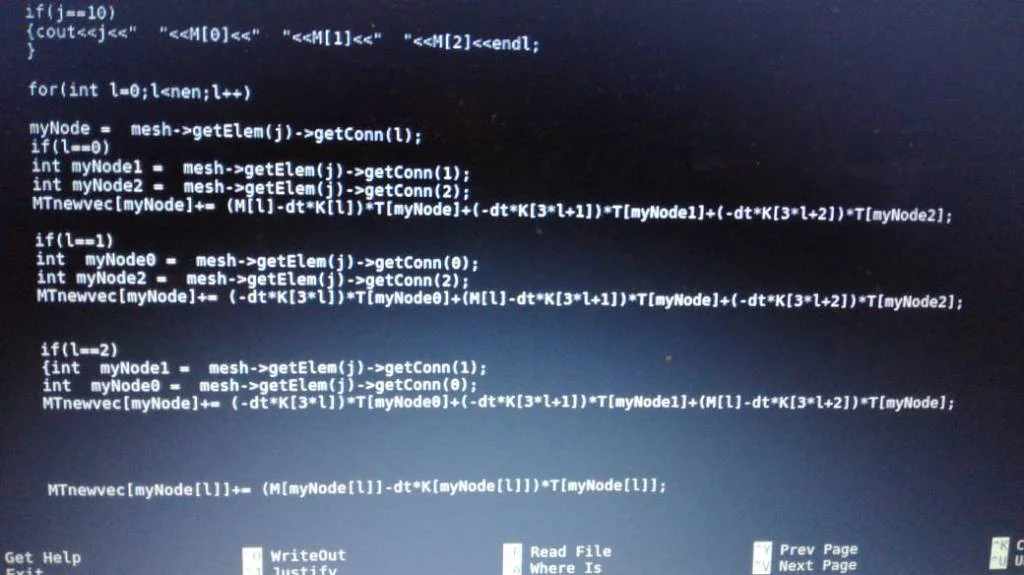 if(j==10)
{cout<<j<<"  "<<M[0]<<"  "<<M[1]<<"  "<<M[2]<<endl;
}
for(int l=0;l<nen;l++)
myNode =  mesh->getElem(j)->getConn(l);
if(l==0)
int myNode1 =  mesh->getElem(j)->getConn(1);
int myNode2 =  mesh->getElem(j)->getConn(2);
MTnewvec[myNode]+= (M[l]-dt*K[l])*T[myNode]+(-dt*K[3*l+1])*T[myNode1]+(-dt*K[3*l+2])*T[myNode2];
if(l==1)
int  myNode0 =  mesh->getElem(j)->getConn(0);
int myNode2 =  mesh->getElem(j)->getConn(2);
MTnewvec[myNode]+= (-dt*K[3*l])*T[myNode0]+(M[l]-dt*K[3*l+1])*T[myNode]+(-dt*K[3*l+2])*T[myNode2];
if(l==2)
{int  myNode1 =  mesh->getElem(j)->getConn(1);
int  myNode0 =  mesh->getElem(j)->getConn(0);
MTnewvec[myNode]+= (-dt*K[3*l])*T[myNode0]+(-dt*K[3*l+1])*T[myNode1]+(M[l]-dt*K[3*l+2])*T[myNode];
MTnewvec[myNode[l]]+= (M[myNode[l]]-dt*K[myNode[l]])*T[myNode[l]];
Get Help ^O WriteOut ^R Read File ^Y Prev Page ^K C
Exit ^J Justify ^W Where Is ^V Next Page ^U U